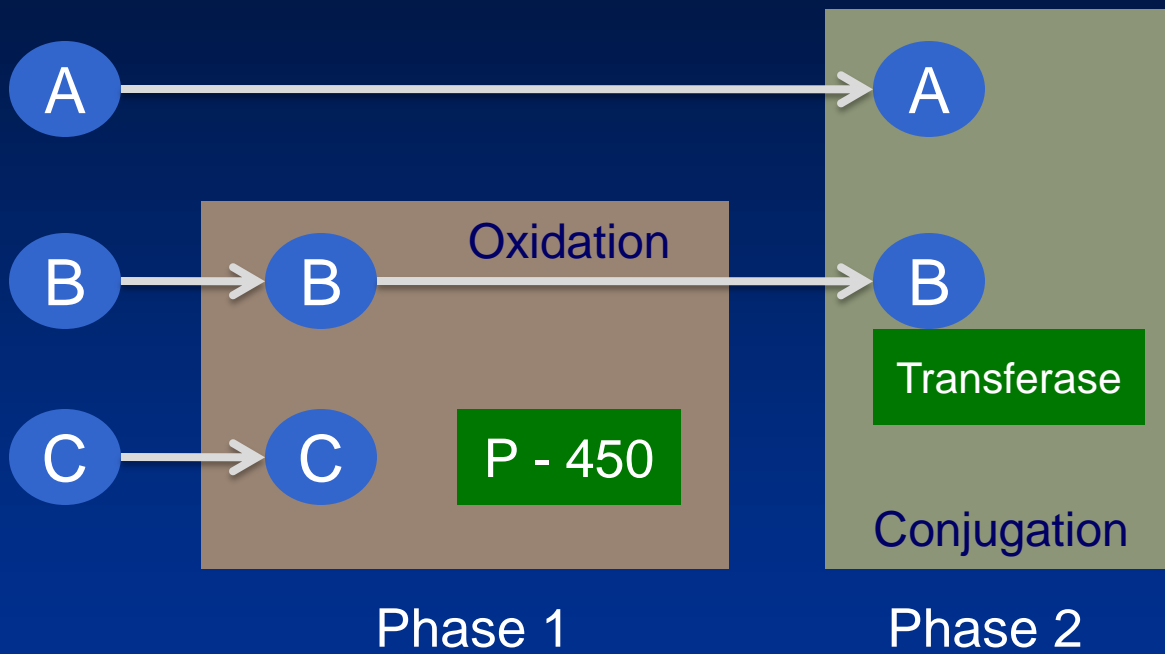 A
A
Oxidation
B
B
B
Transferase
C
C
P - 450
Conjugation
Phase 1
Phase 2